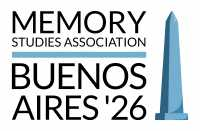 MEMORY
STUDIES ASSOCIATION
BUENOS
AIRES '26